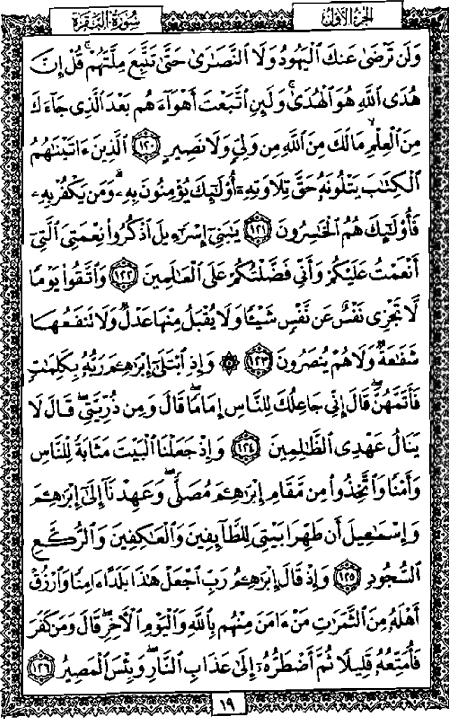 سُورَةُ البَقَرَةِ الجُزءُ الأوَّلُ
وَلَن تَرْضَىٰ عَنكَ ٱلْيَهُودُ وَلَا ٱلنَّصَٰرَىٰ حَتَّىٰ تَتَّبِعَ مِلَّتَهُمْ ۗ قُلْ إِنَّ
هُدَى ٱللَّهِ هُوَ ٱلْهُدَىٰ ۗ وَلَئِنِ ٱتَّبَعْتَ أَهْوَآءَهُم بَعْدَ ٱلَّذِى جَآءَكَ
مِنَ ٱلْعِلْمِ ۙ مَا لَكَ مِنَ ٱللَّهِ مِن وَلِىٍّ وَلَا نَصِيرٍ ١٢٠ ٱلَّذِينَ ءَاتَيْنَٰهُمُ
ٱلْكِتَٰبَ يَتْلُونَهُۥ حَقَّ تِلَاوَتِهِۦٓ أُو۟لَٰٓئِكَ يُؤْمِنُونَ بِهِۦ ۗ وَمَن يَكْفُرْ بِهِۦ
فَأُو۟لَٰٓئِكَ هُمُ ٱلْخَٰسِرُونَ ١٢١ يَٰبَنِىٓ إِسْرَٰٓءِيلَ ٱذْكُرُوا۟ نِعْمَتِىَ ٱلَّتِىٓ
أَنْعَمْتُ عَلَيْكُمْ وَأَنِّى فَضَّلْتُكُمْ عَلَى ٱلْعَٰلَمِينَ ١٢٢ وَٱتَّقُوا۟ يَوْمًا
لَّا تَجْزِى نَفْسٌ عَن نَّفْسٍ شَيْـًٔا وَلَا يُقْبَلُ مِنْهَا عَدْلٌ وَلَا تَنفَعُهَا
شَفَٰعَةٌ وَلَا هُمْ يُنصَرُونَ ١٢٣ ۞ وَإِذِ ٱبْتَلَىٰٓ إِبْرَٰهِۦمَ رَبُّهُۥ بِكَلِمَٰتٍ
فَأَتَمَّهُنَّ ۖ قَالَ إِنِّى جَاعِلُكَ لِلنَّاسِ إِمَامًا ۖ قَالَ وَمِن ذُرِّيَّتِى ۖ قَالَ لَا
يَنَالُ عَهْدِى ٱلظَّٰلِمِينَ ١٢٤ وَإِذْ جَعَلْنَا ٱلْبَيْتَ مَثَابَةً لِّلنَّاسِ
وَأَمْنًا وَٱتَّخِذُوا۟ مِن مَّقَامِ إِبْرَٰهِۦمَ مُصَلًّى ۖ وَعَهِدْنَآ إِلَىٰٓ إِبْرَٰهِۦمَ
وَإِسْمَٰعِيلَ أَن طَهِّرَا بَيْتِىَ لِلطَّآئِفِينَ وَٱلْعَٰكِفِينَ وَٱلرُّكَّعِ
ٱلسُّجُودِ ١٢٥ وَإِذْ قَالَ إِبْرَٰهِۦمُ رَبِّ ٱجْعَلْ هَٰذَا بَلَدًا ءَامِنًا وَٱرْزُقْ
أَهْلَهُۥ مِنَ ٱلثَّمَرَٰتِ مَنْ ءَامَنَ مِنْهُم بِٱللَّهِ وَٱلْيَوْمِ ٱلْءَاخِرِ ۖ قَالَ وَمَن كَفَرَ
فَأُمَتِّعُهُۥ قَلِيلًا ثُمَّ أَضْطَرُّهُۥٓ إِلَىٰ عَذَابِ ٱلنَّارِ ۖ وَبِئْسَ ٱلْمَصِيرُ ١٢٦
١٩